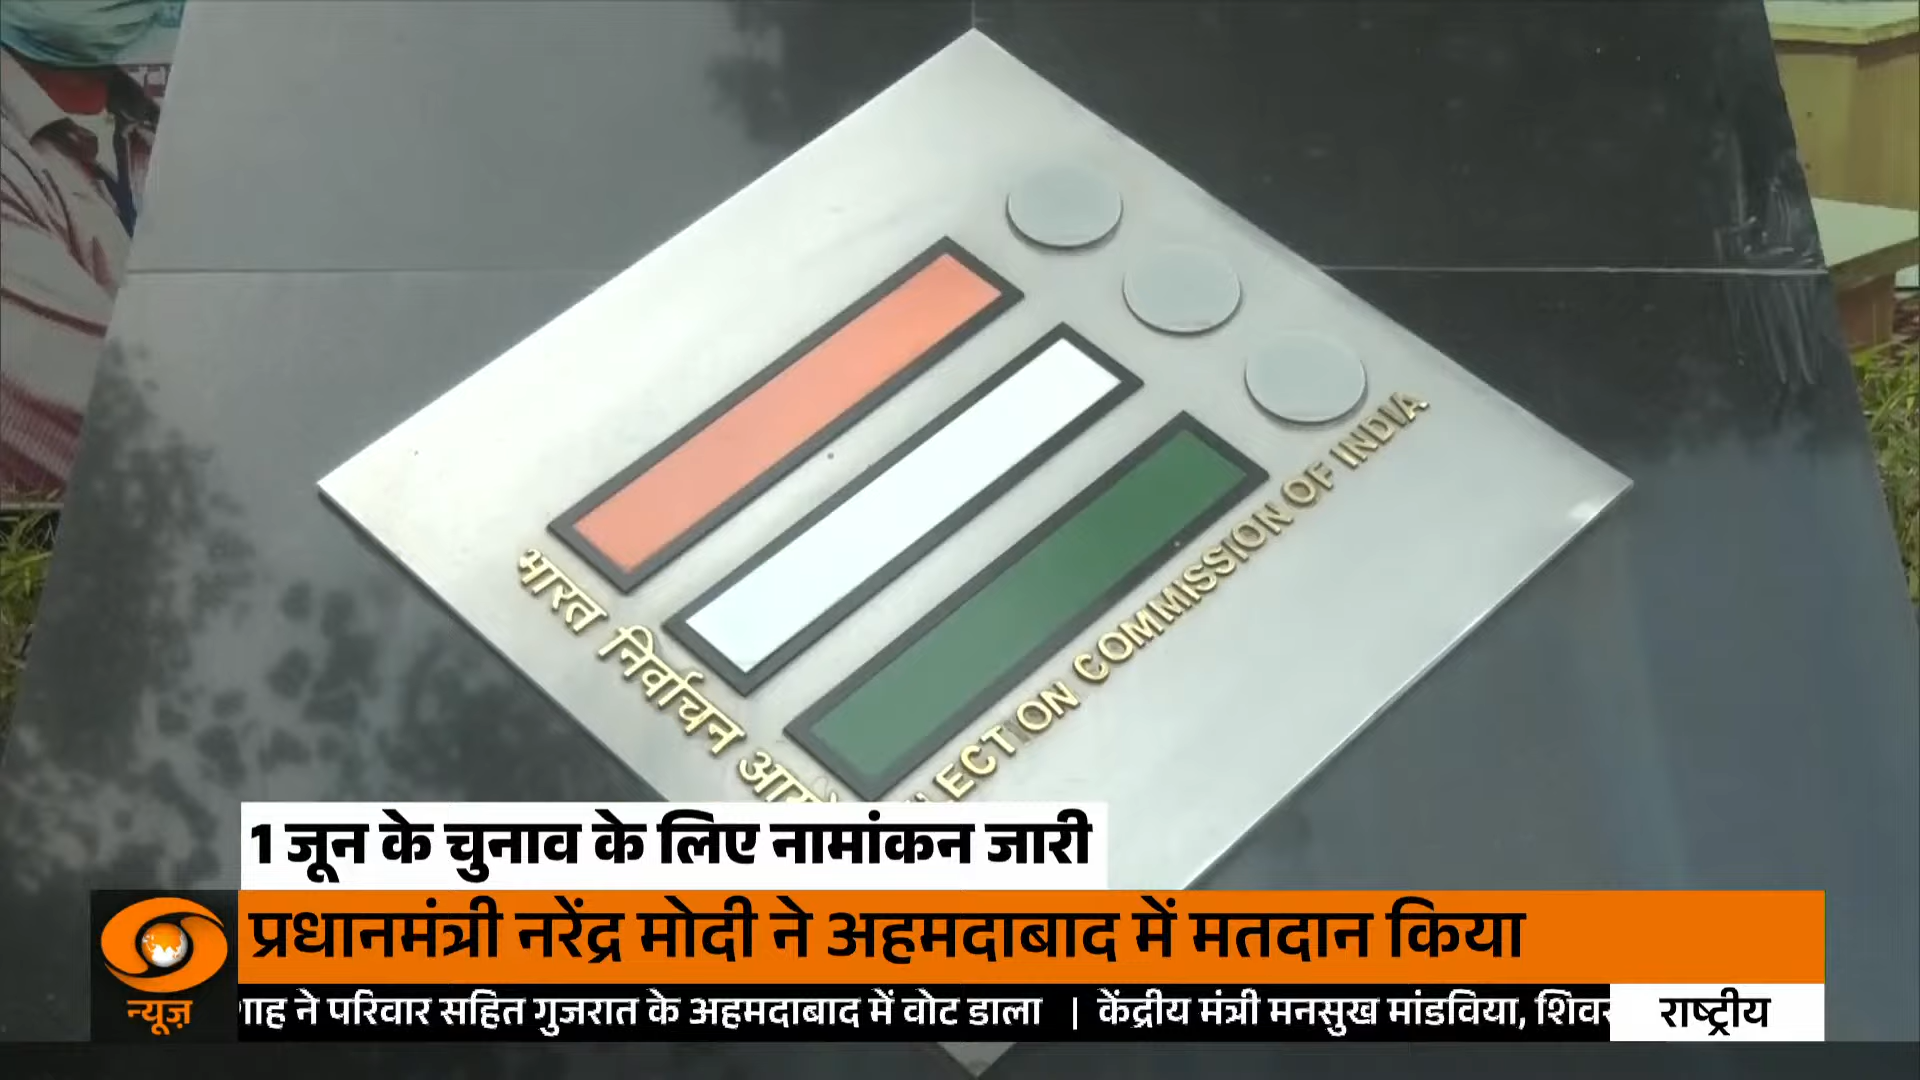 भारत निर्वाचन
ELECTION COMMISSION OF INDIA
1 जून के चुनाव के लिए नामांकन जारी
प्रधानमंत्री नरेंद्र मोदी ने अहमदाबाद में मतदान किया
न्यूज़
ने परिवार सहित गुजरात के अहमदाबाद में वोट डाला | केंद्रीय मंत्री मनसुख मांडविया,
राष्ट्रीय